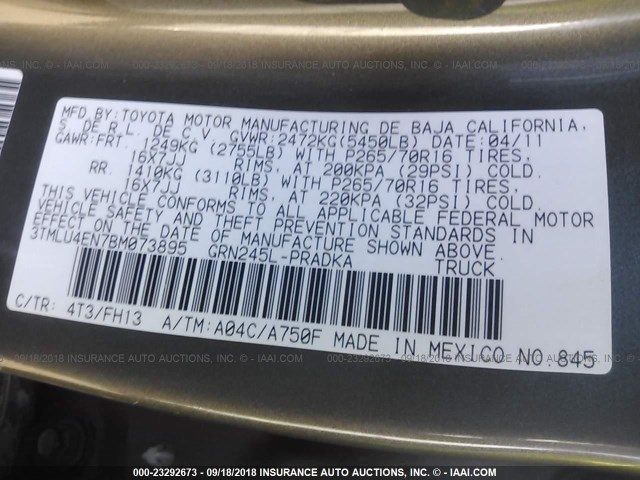 MFD.BY:TOYOTA MOTOR MANUFACTURING DE BAJA CALIFORNIA,
S. DE R.L. DE C.V. GVWR:2472KG(5450LB) DATE:04/11
GAWR:FRT. 1249KG (2755LB) WITH P265/70R16 TIRES,
16X7JJ RIMS, AT 200KPA (29PSI) COLD.
RR. 1410KG (3110LB) WITH P265/70R16 TIRES,
16X7JJ RIMS, AT 220KPA (32PSI) COLD.
THIS VEHICLE CONFORMS TO ALL APPLICABLE FEDERAL MOTOR
VEHICLE SAFETY AND THEFT PREVENTION STANDARDS IN
EFFECT ON THE DATE OF MANUFACTURE SHOWN ABOVE.
3TMLU4EN7BM073895 GRN245L-PRADKA TRUCK
C/TR: 4T3/FH13 A/TM:A04C/A750F MADE IN MEXICO NO.845
000-23292673 - 09/18/2018 INSURANCE AUTO AUCTIONS, INC. - © IAAI.COM